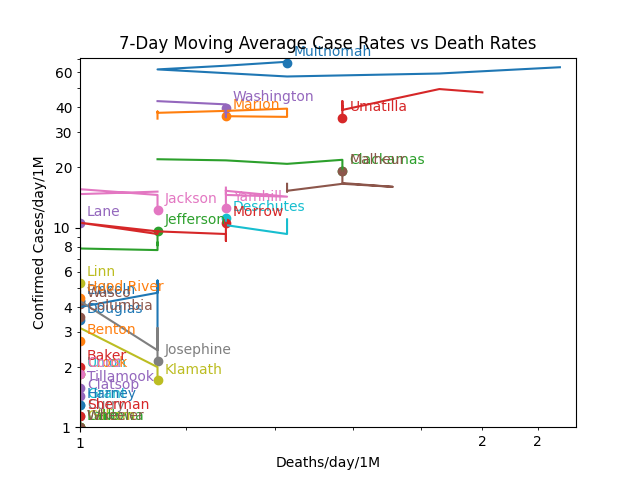 7-Day Moving Average Case Rates vs Death Rates
Multnomah
60
Washington
Marion
Umatilla
40
30
Clackamas
20
Jackson
Yamhill
Deschutes
Lane
Morrow
Jefferson
10
8
Linn
6
Hood River
Wasco
Columbia
4
Douglas
3
Benton
Josephine
Baker
Klamath
2
Tillamook
Clatsop
Harney
Sherman
Wheeler
1
1
2
2
Confirmed Cases/day/1M
Deaths/day/1M